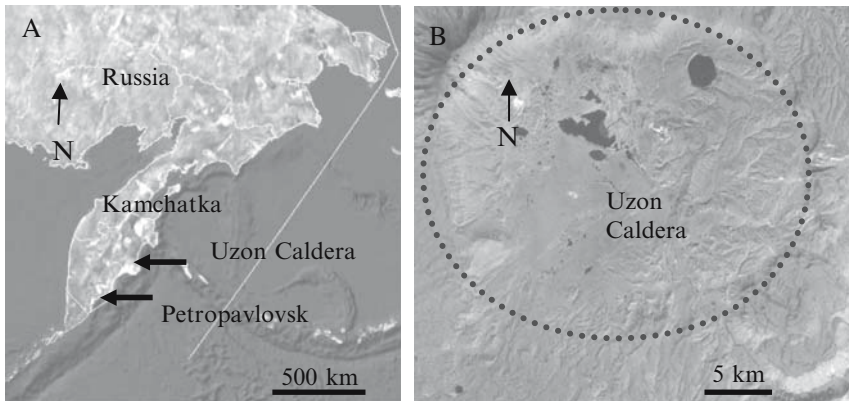 A
Russia
N
Kamchatka
Uzon Caldera
Petropavlovsk
500 km
B
N
Uzon
Caldera
5 km